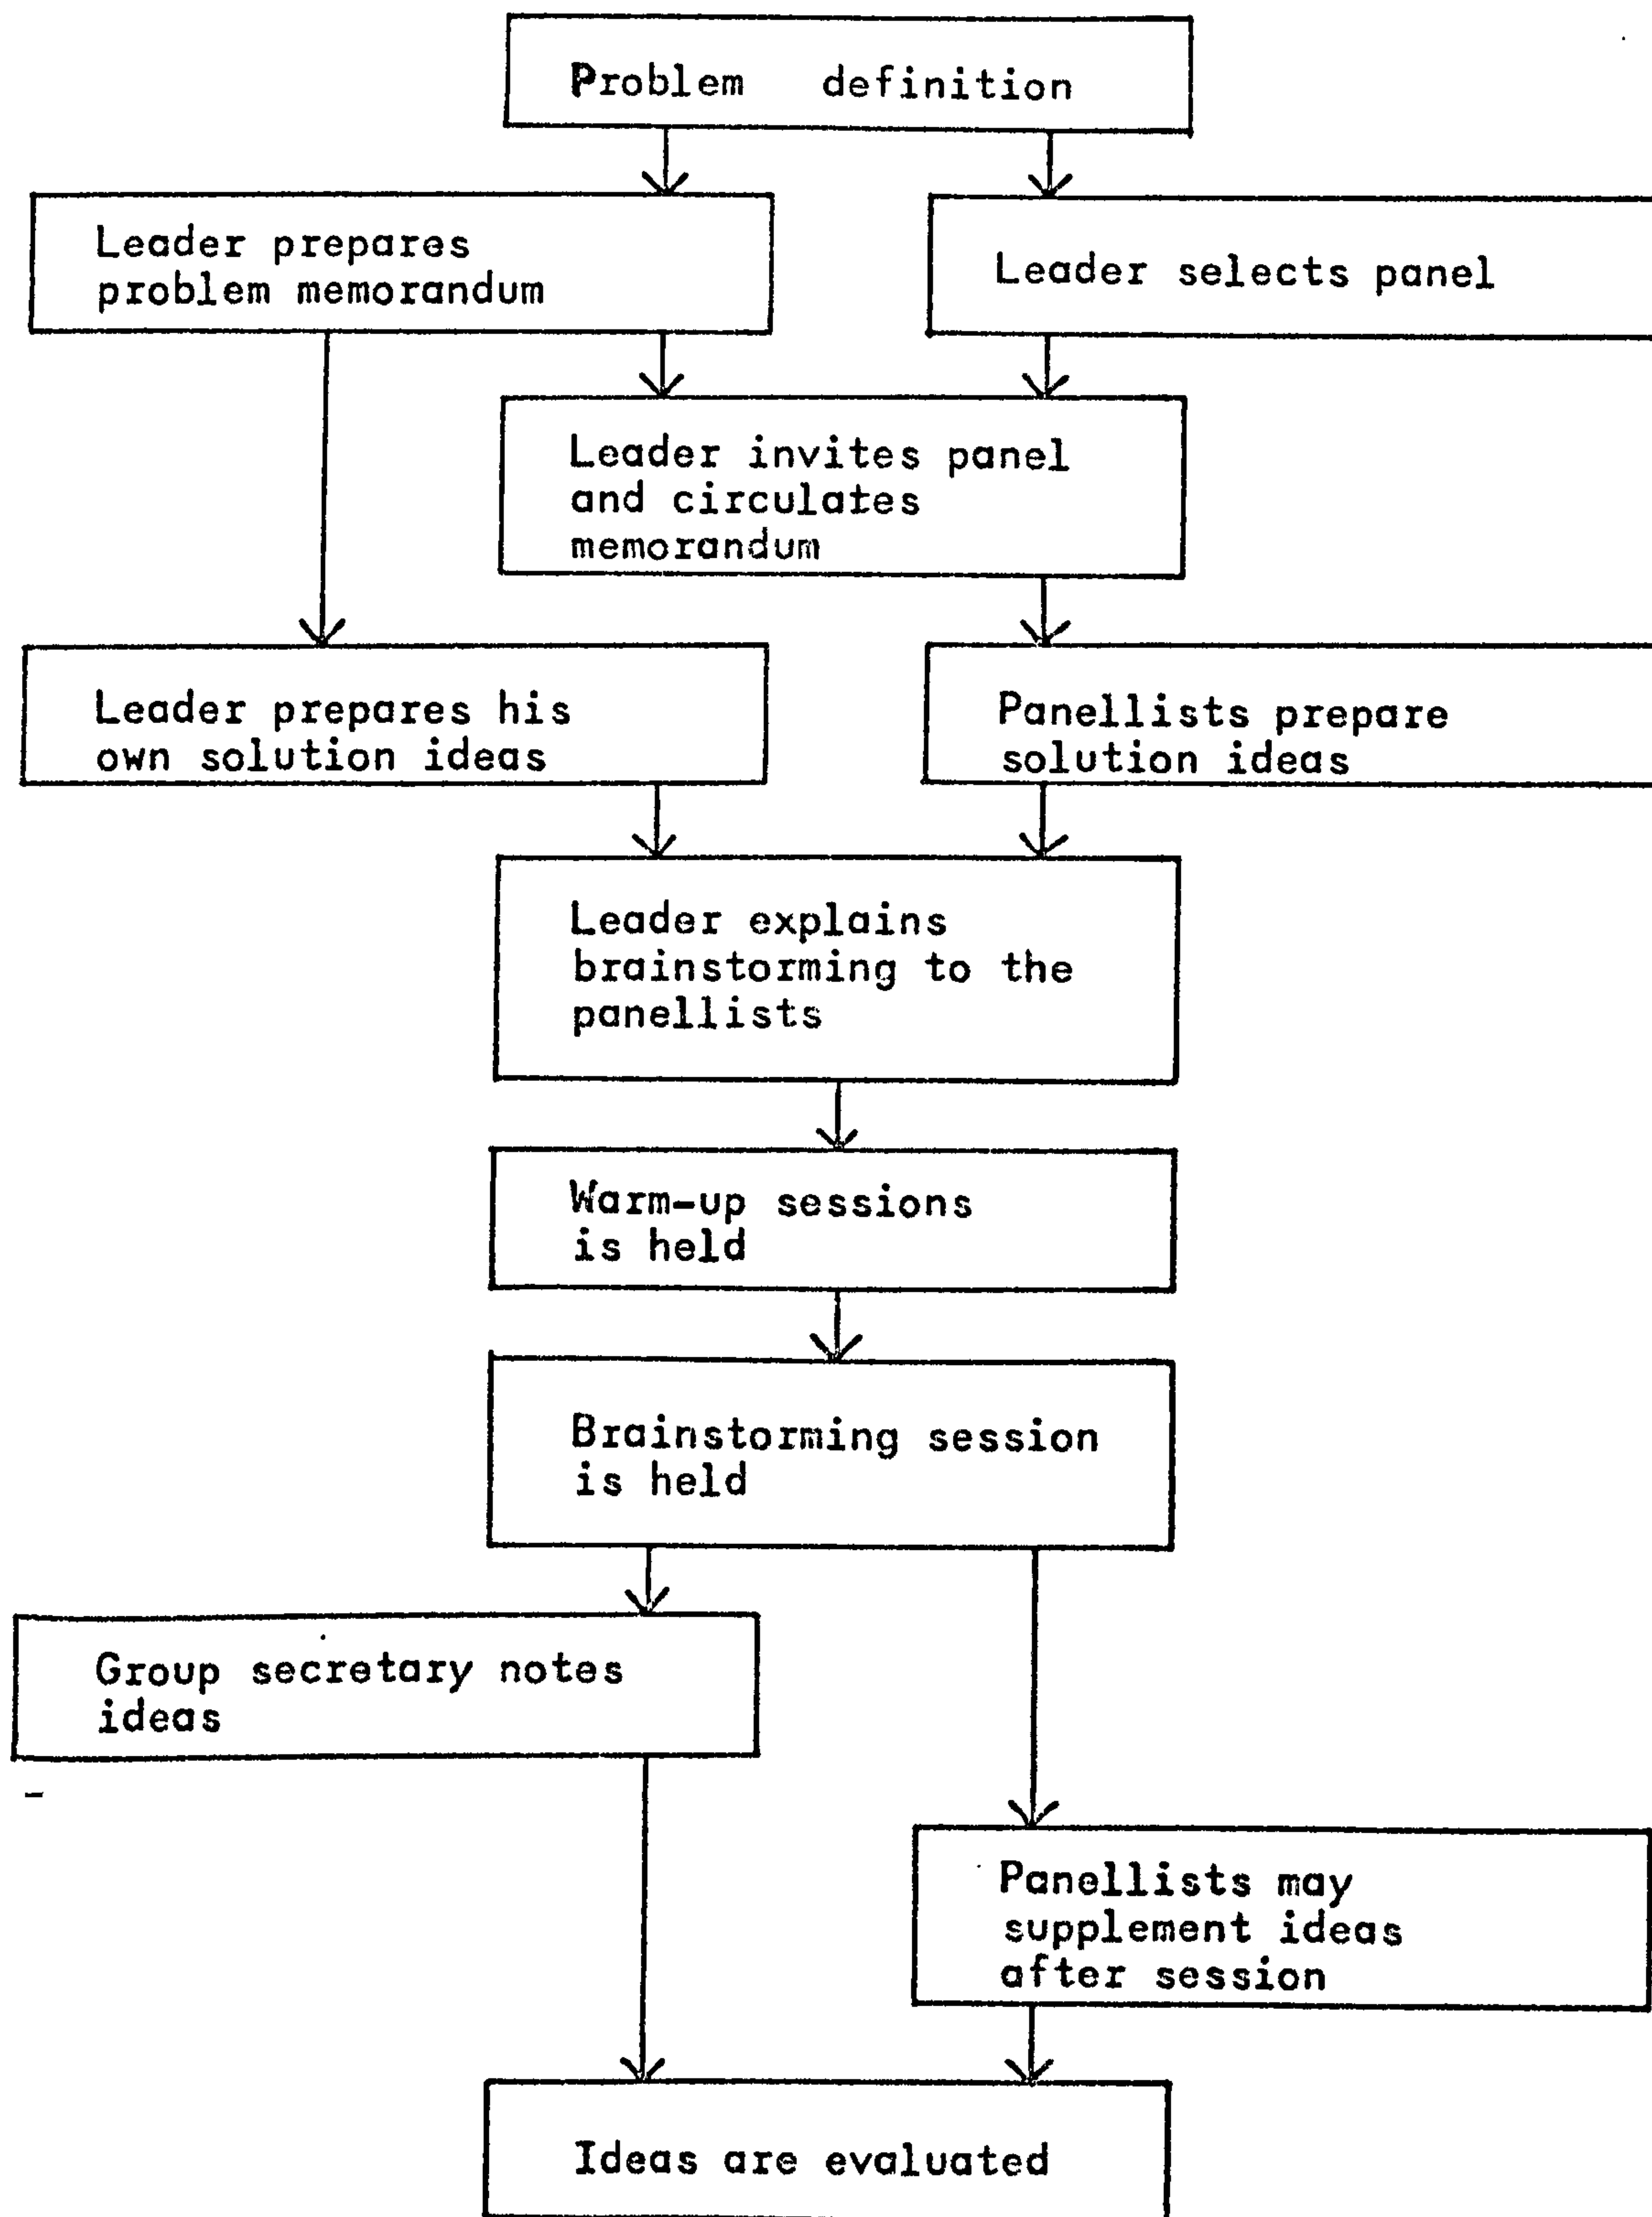 Problem definition
Leader prepares
problem memorandum
Leader selects panel
Leader invites panel
and circulates
memorandum
Leader prepares his
own solution ideas
Panellists prepare
solution ideas
Leader explains
brainstorming to the
panellists
Warm-up sessions
is held
Brainstorming session
is held
Group secretary notes
ideas
Panellists may
supplement ideas
after session
Ideas are evaluated